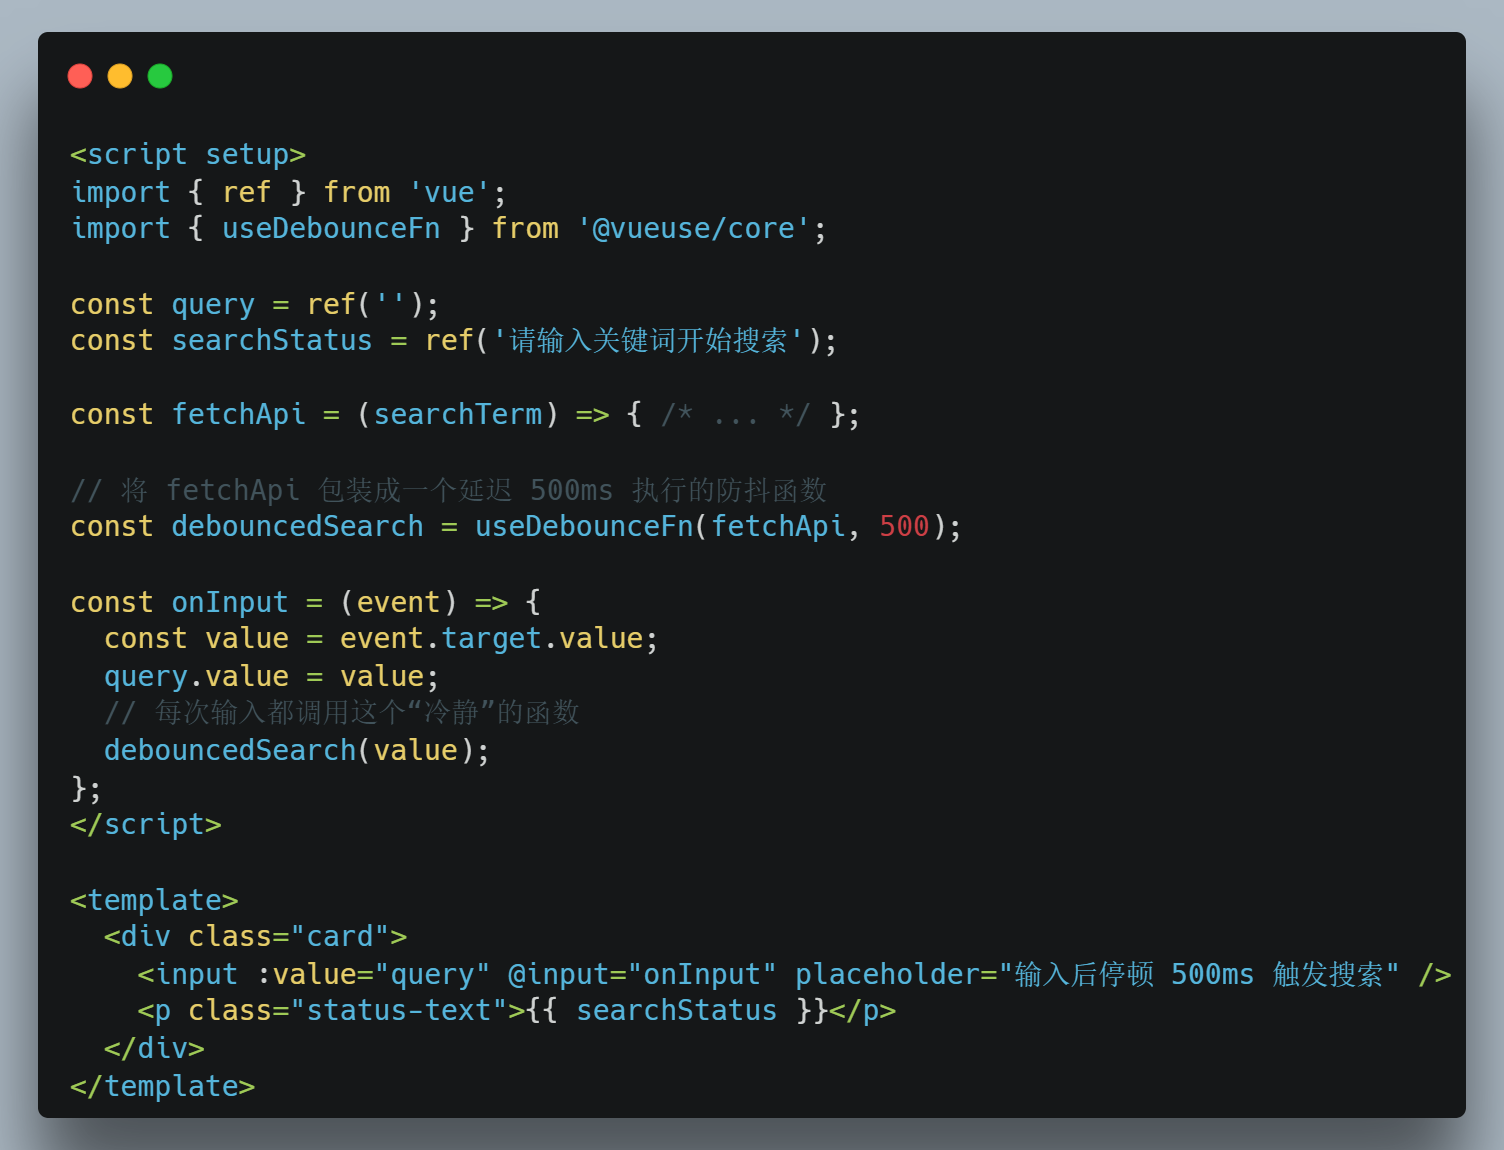 <script setup>
import { ref } from 'vue';
import { useDebounceFn } from '@vueuse/core';

const query = ref('');
const searchStatus = ref('请输入关键词开始搜索');

const fetchApi = (searchTerm) => { /* ... */ };

// 将 fetchApi 包装成一个延迟 500ms 执行的防抖函数
const debouncedSearch = useDebounceFn(fetchApi, 500);

const onInput = (event) => {
  const value = event.target.value;
  query.value = value;
  // 每次输入都调用这个“冷静”的函数
  debouncedSearch(value);
};
</script>

<template>
  <div class="card">
    <input :value="query" @input="onInput" placeholder="输入后停顿 500ms 触发搜索" />
    <p class="status-text">{{ searchStatus }}</p>
  </div>
</template>